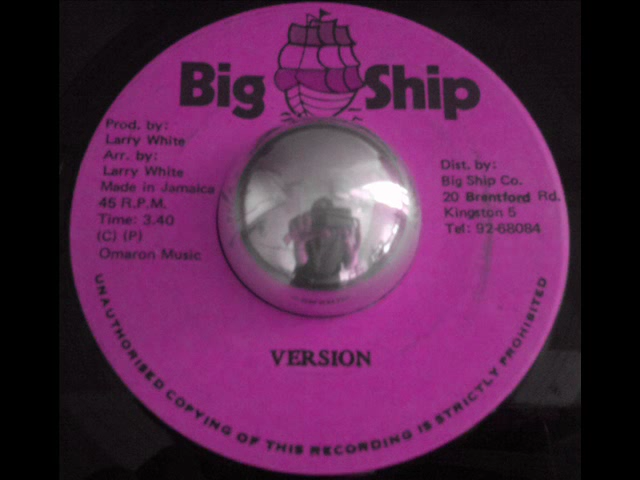 Big Ship
Prod. by:
Larry White
Arr. by:
Larry White
Made in Jamaica
45 R.P.M.
Time: 3.40
(C) (P)
Omaron Music
Dist. by:
Big Ship Co.
20 Brentford Rd.
Kingston 5
Tel: 92-68084
VERSION
UNAUTHORISED COPYING OF THIS RECORDING IS STRICTLY PROHIBITED